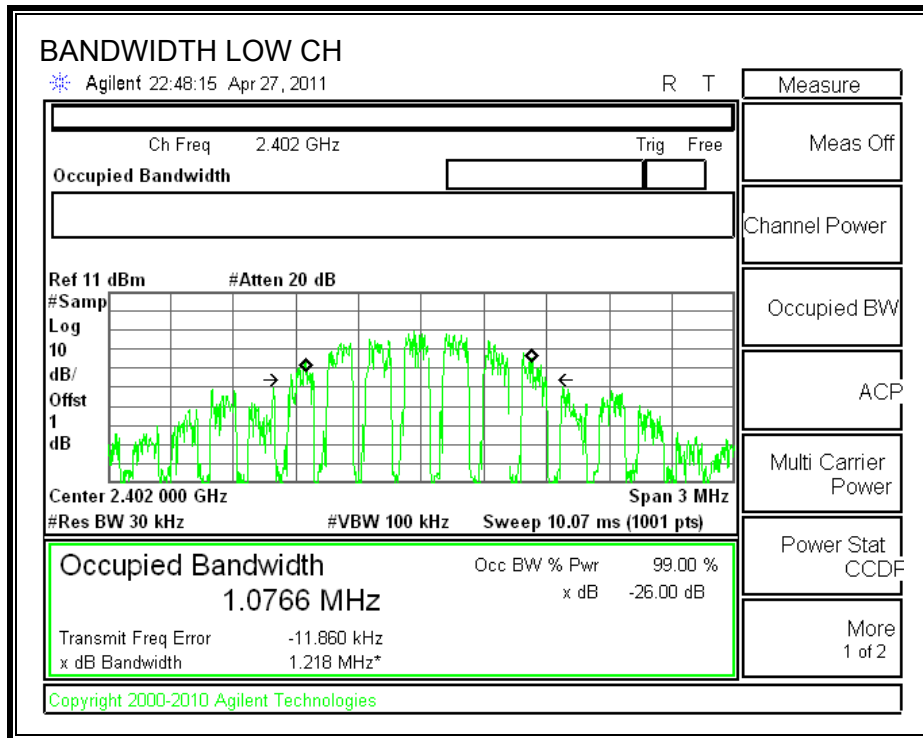 BANDWIDTH LOW CH
Agilent 22:48:15 Apr 27, 2011 R T
Measure
Ch Freq 2.402 GHz Trig Free
Occupied Bandwidth
Meas Off
Channel Power
Occupied BW
ACP
Multi Carrier
Power
Power Stat
CCDF
More
1 of 2
Ref 11 dBm #Atten 20 dB
#Samp
Log
10
dB/
Offst
1
dB
Center 2.402 000 GHz Span 3 MHz
#Res BW 30 kHz #VBW 100 kHz Sweep 10.07 ms (1001 pts)
Occupied Bandwidth
1.0766 MHz
Occ BW % Pwr 99.00 %
x dB -26.00 dB
Transmit Freq Error -11.860 kHz
x dB Bandwidth 1.218 MHz*
Copyright 2000-2010 Agilent Technologies